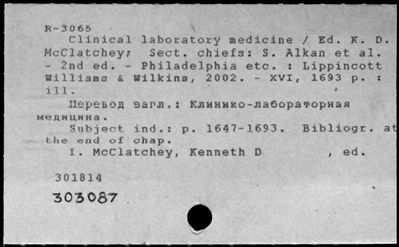 R-3065
Clinical laboratory medicine / Ed. K. D.
McClatchey; Sect. chiefs: S. Alkan et al.
- 2nd ed. - Philadelphia etc. : Lippincott
Williams & Wilkins, 2002. - XVI, 1693 p. :
ill.
Перевод загл.: Клинико-лабораторная
медицина.
Subject ind.: p. 1647-1693. Bibliogr. at
the end of chap.
I. McClatchey, Kenneth D , ed.
301814
303087